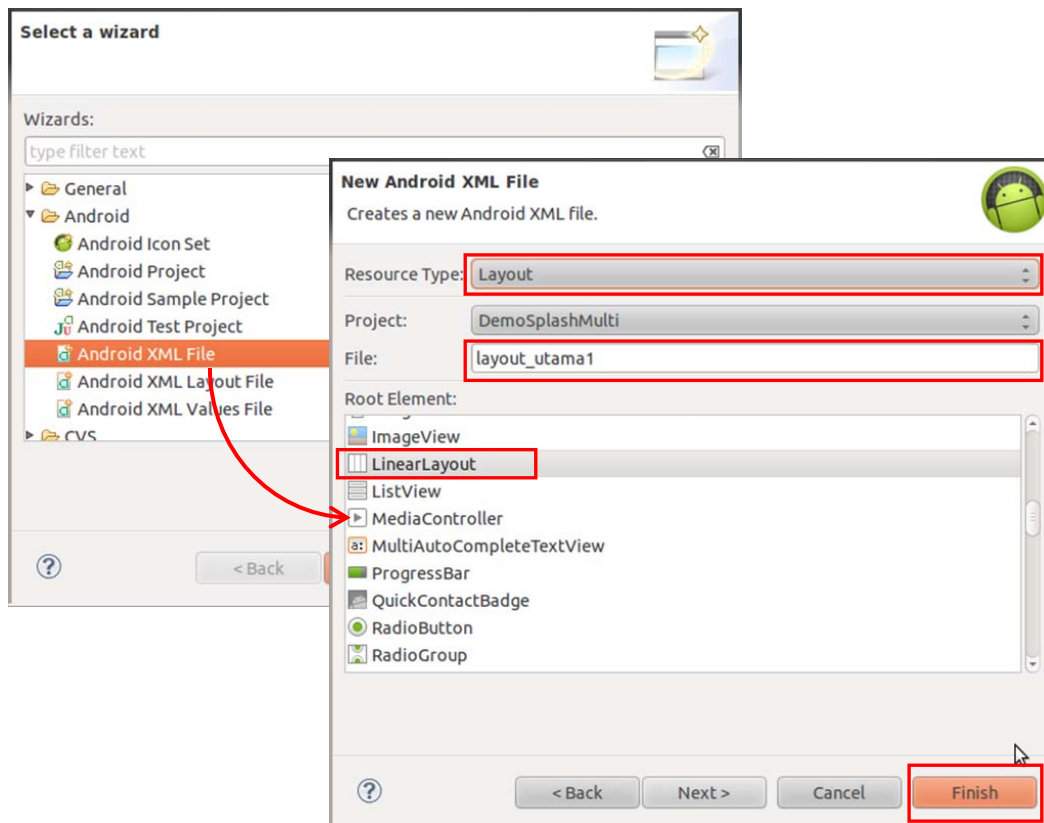 Select a wizard
Wizards:
type filter text
General
Android
Android Icon Set
Android Project
Android Sample Project
Android Test Project
Android XML File
Android XML Layout File
Android XML Values File
CVS
< Back
New Android XML File
Creates a new Android XML file.
Resource Type: Layout
Project: DemoSplashMulti
File: layout_utama1
Root Element:
ImageView
LinearLayout
ListView
MediaController
MultiAutoCompleteTextView
ProgressBar
QuickContactBadge
RadioButton
RadioGroup
< Back Next > Cancel Finish